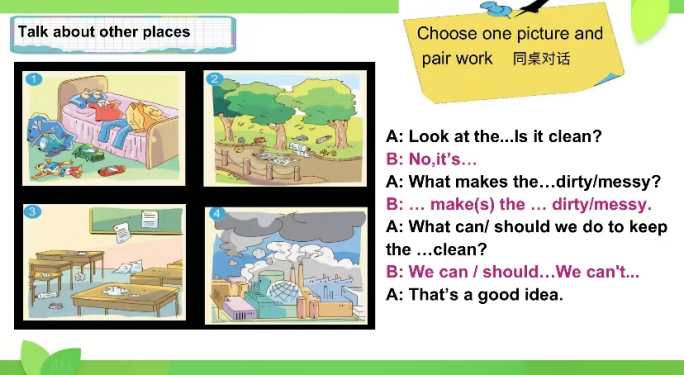 Talk about other places
Choose one picture and
pair work 同桌对话
1
2
3
4
A: Look at the...Is it clean?
B: No,it's…
A: What makes the…dirty/messy?
B: … make(s) the … dirty/messy.
A: What can/ should we do to keep
the …clean?
B: We can / should…We can't...
A: That's a good idea.